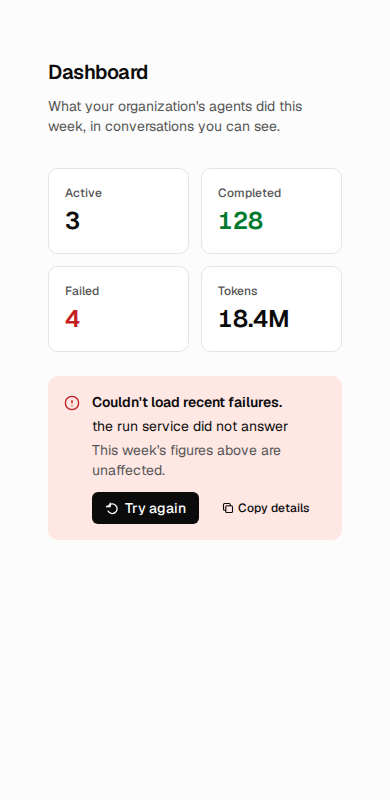 Dashboard
What your organization's agents did this
week, in conversations you can see.
Active
3
Completed
128
Failed
4
Tokens
18.4M
Couldn't load recent failures.
the run service did not answer
This week's figures above are
unaffected.
Try again
Copy details